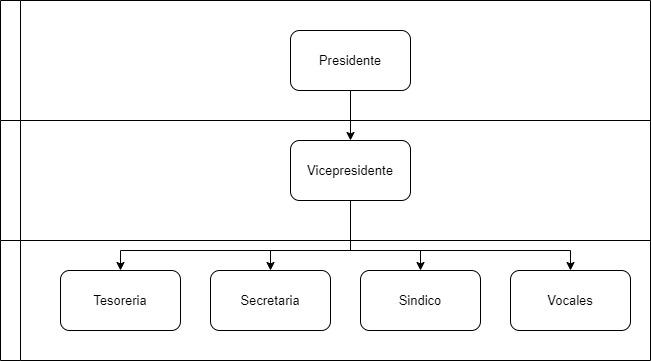 Presidente
Vicepresidente
Tesoreria
Secretaria
Sindico
Vocales